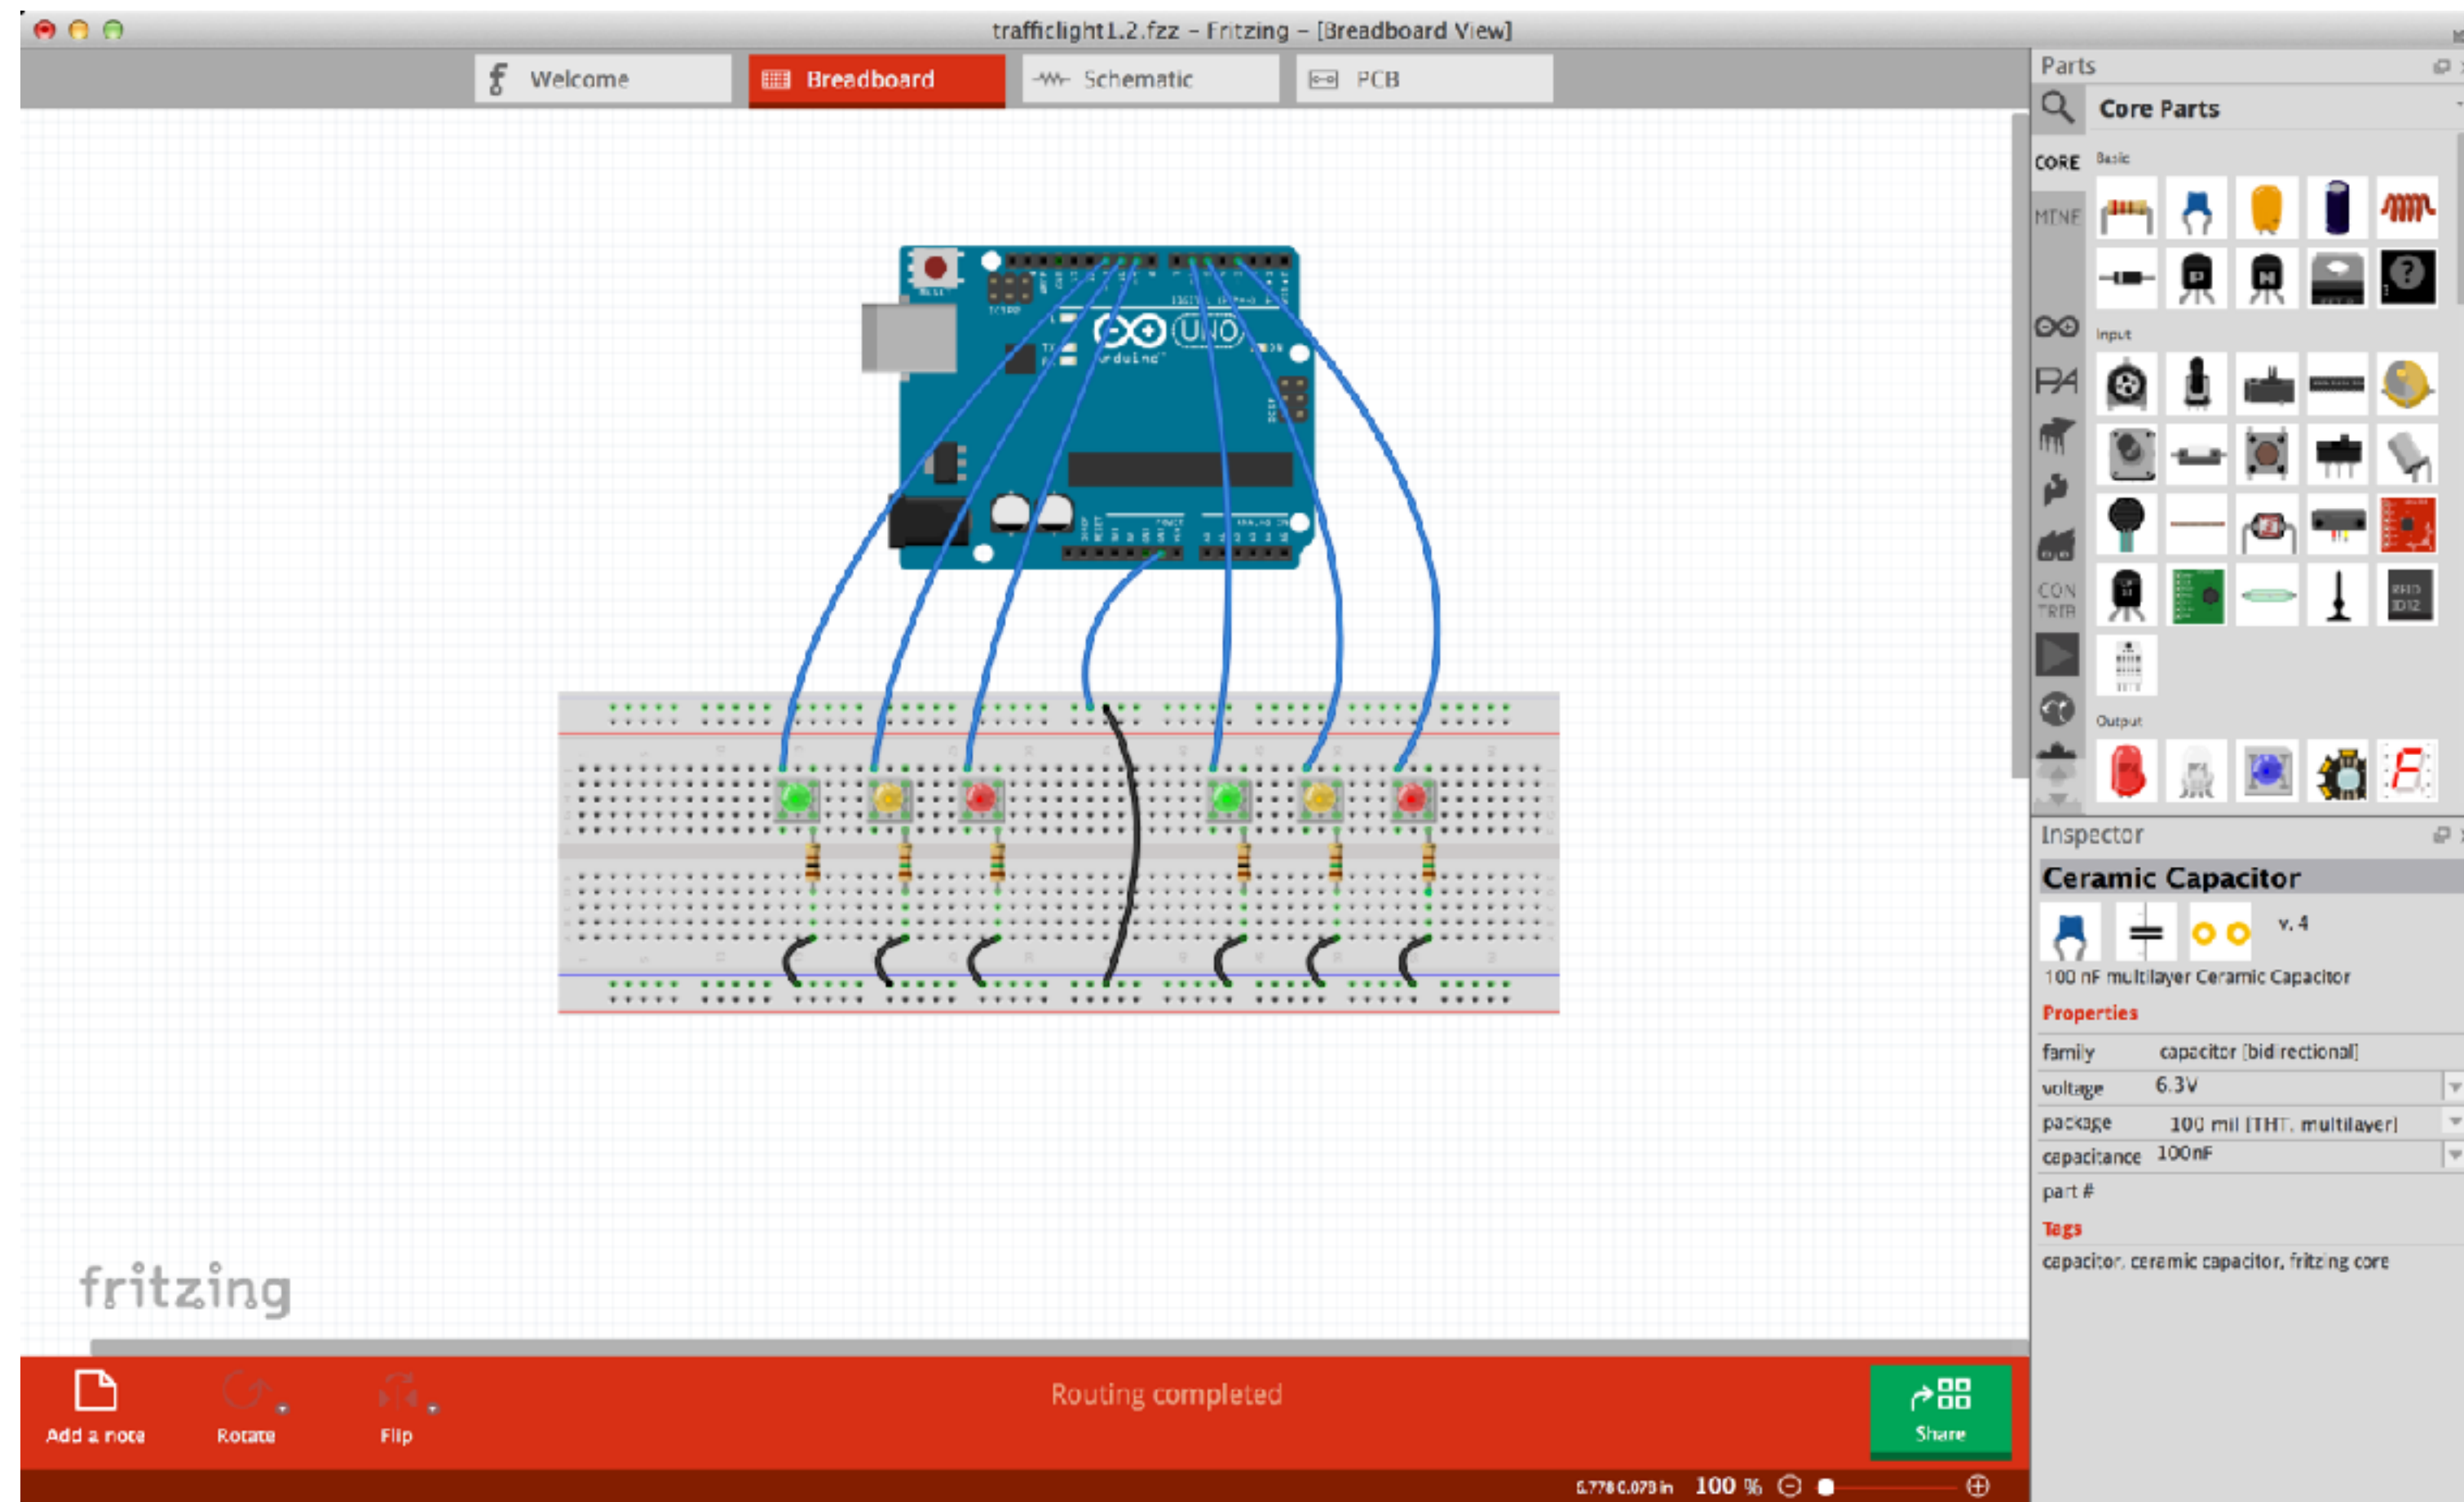 trafficlight1.2.fzz – Fritzing – [Breadboard View]
Welcome
Breadboard
Schematic
PCB
Parts
Core Parts
CORE
Basic
MINE
Input
CON
TRIB
Output
UNO
arduino
Inspector
Ceramic Capacitor
v. 4
100 nF multilayer Ceramic Capacitor
Properties
family capacitor [bidirectional]
voltage 6.3V
package 100 mil [THT, multilayer]
capacitance 100nF
part #
Tags
capacitor, ceramic capacitor, fritzing core
fritzing
Add a note
Rotate
Flip
Routing completed
Share
100 %